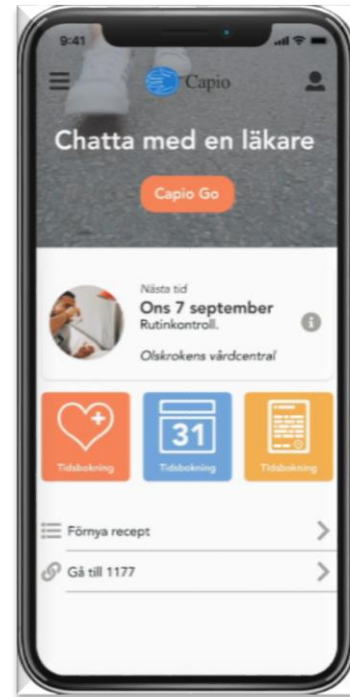 9:41
Capio
Chatta med en läkare
Capio Go
Nästa tid
Ons 7 september
Rutinkontroll.
Olskrokens vårdcentral
31
Tidsbokning
Tidsbokning
Tidsbokning
Förnya recept
Gå till 1177